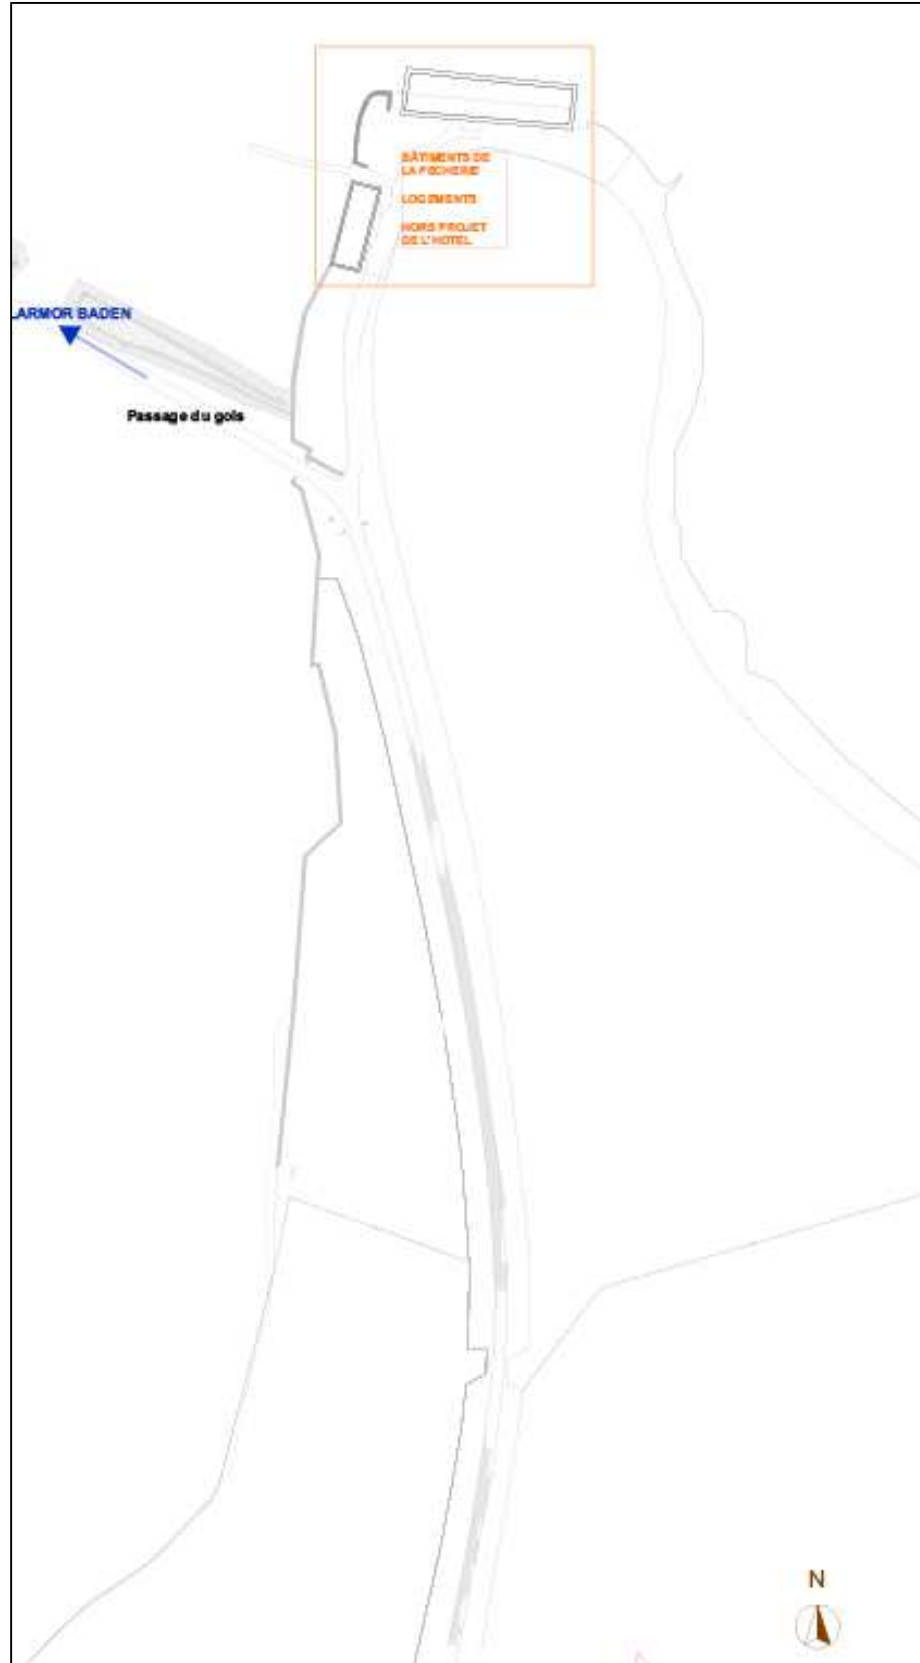 BÂTIMENTS DE
LA PECHERIE
LOGEMENTS
HORS PROJET
DE L'HOTEL
LARMOR BADEN
Passage du gois
N